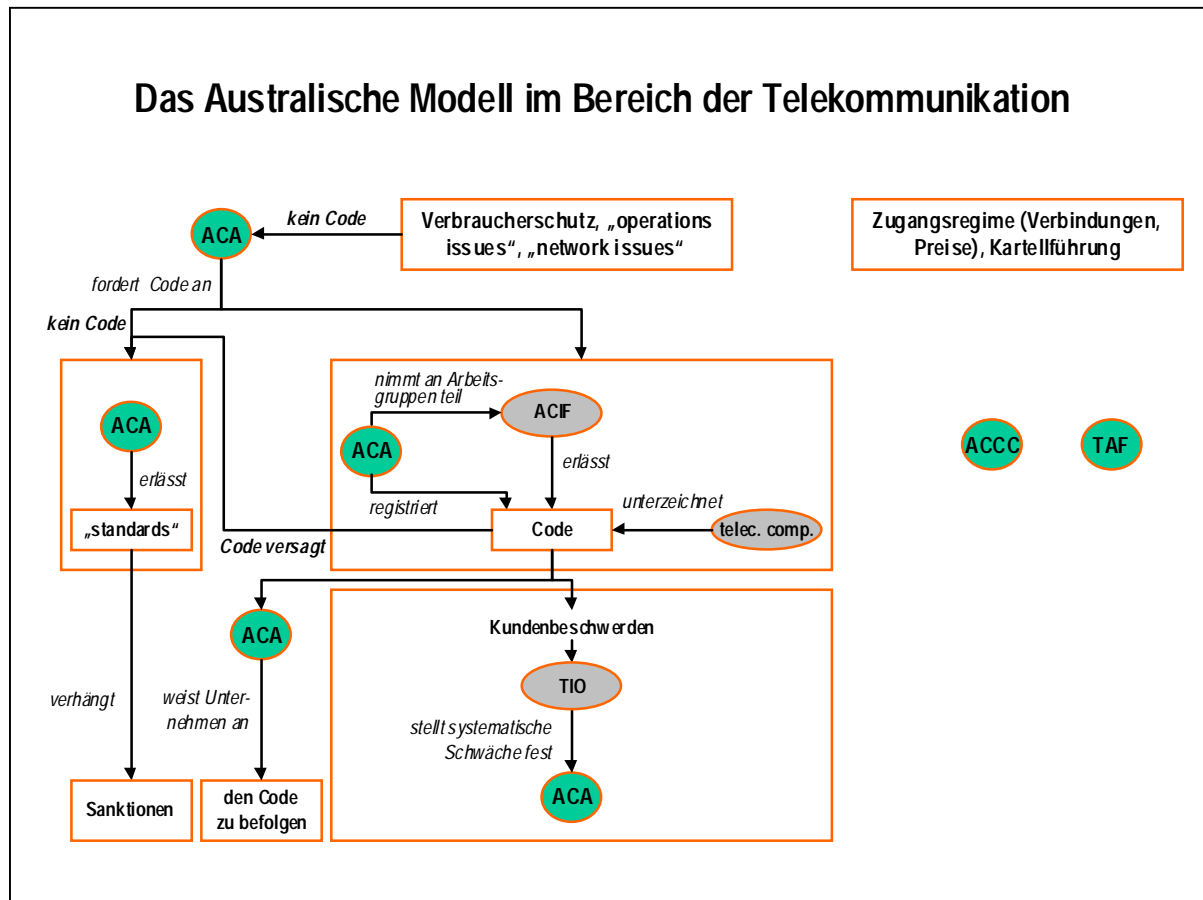 Das Australische Modell im Bereich der Telekommunikation
kein Code
Verbraucherschutz, „operations
issues“, „network issues“
Zugangsregime (Verbindungen,
Preise), Kartellführung
ACA
fordert Code an
kein Code
nimmt an Arbeits-
gruppen teil
ACIF
ACA
ACA
ACCC
TAF
erlässt
erlässt
registriert
unterzeichnet
„standards“
Code
telec. comp.
Code versagt
ACA
Kundenbeschwerden
TIO
verhängt
weist Unter-
nehmen an
stellt systematische
Schwäche fest
ACA
Sanktionen
den Code
zu befolgen